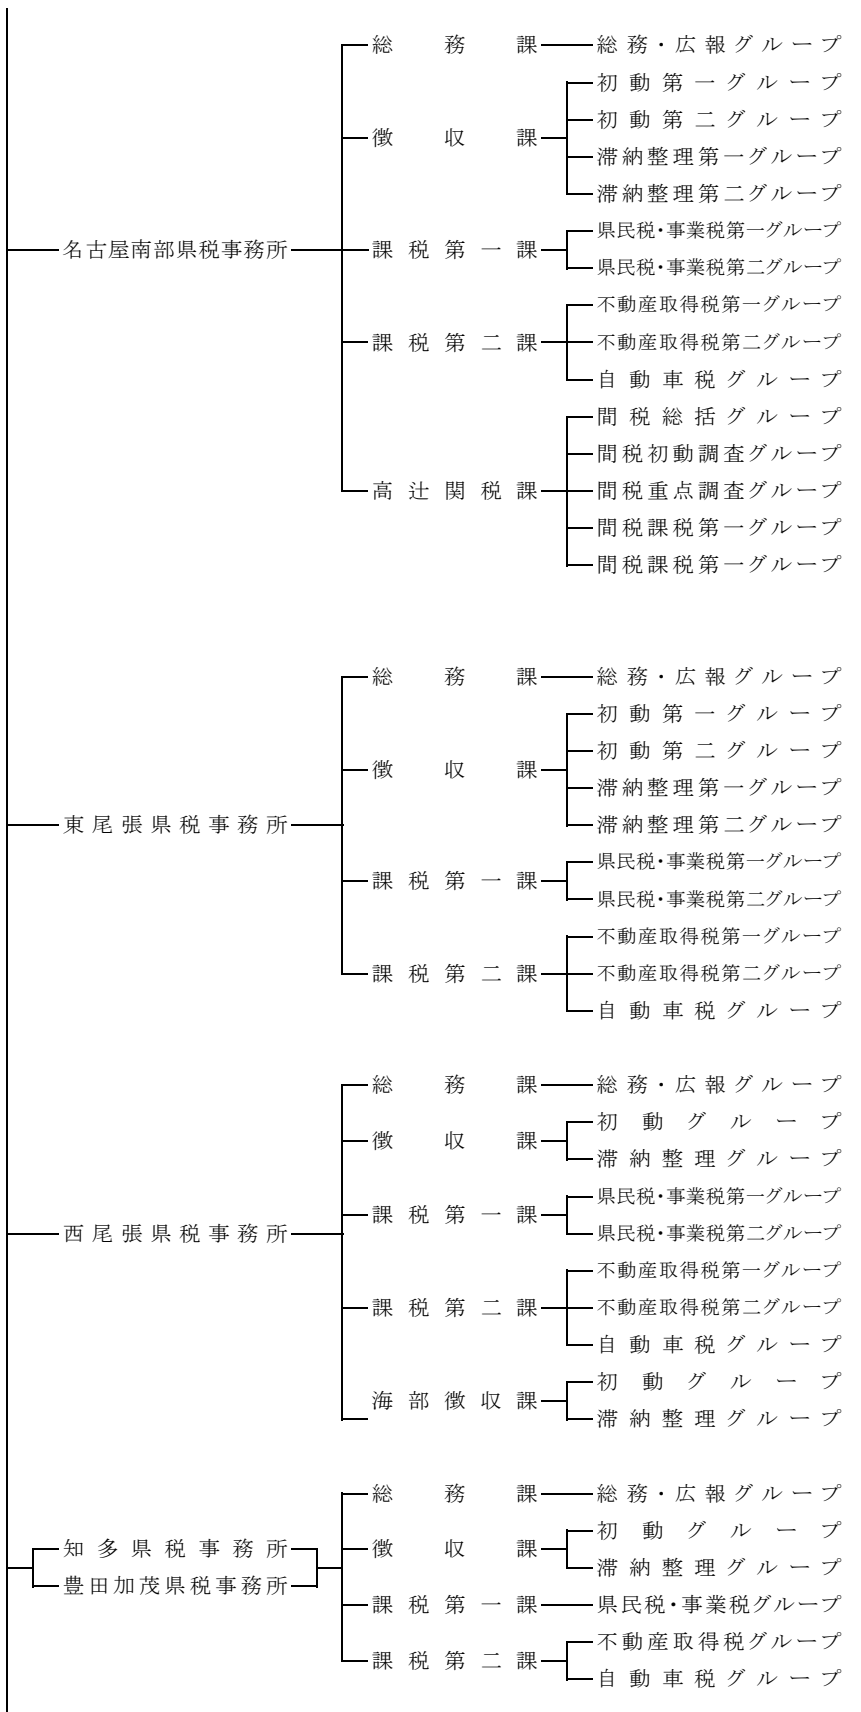 総務課 総務・広報グループ
初動第一グループ
初動第二グループ
徴収課
滞納整理第一グループ
滞納整理第二グループ
県民税・事業税第一グループ
名古屋南部県税事務所 課税第一課
県民税・事業税第二グループ
不動産取得税第一グループ
課税第二課 不動産取得税第二グループ
自動車税グループ
間税総括グループ
間税初動調査グループ
高辻関税課 間税重点調査グループ
間税課税第一グループ
間税課税第一グループ
総務課 総務・広報グループ
初動第一グループ
初動第二グループ
徴収課
滞納整理第一グループ
東尾張県税事務所 滞納整理第二グループ
県民税・事業税第一グループ
課税第一課
県民税・事業税第二グループ
不動産取得税第一グループ
課税第二課 不動産取得税第二グループ
自動車税グループ
総務課 総務・広報グループ
初動グループ
徴収課
滞納整理グループ
県民税・事業税第一グループ
課税第一課
西尾張県税事務所 県民税・事業税第二グループ
不動産取得税第一グループ
課税第二課 不動産取得税第二グループ
自動車税グループ
初動グループ
海部徴収課
滞納整理グループ
総務課 総務・広報グループ
初動グループ
知多県税事務所 徴収課
滞納整理グループ
豊田加茂県税事務所
課税第一課 県民税・事業税グループ
不動産取得税グループ
課税第二課
自動車税グループ